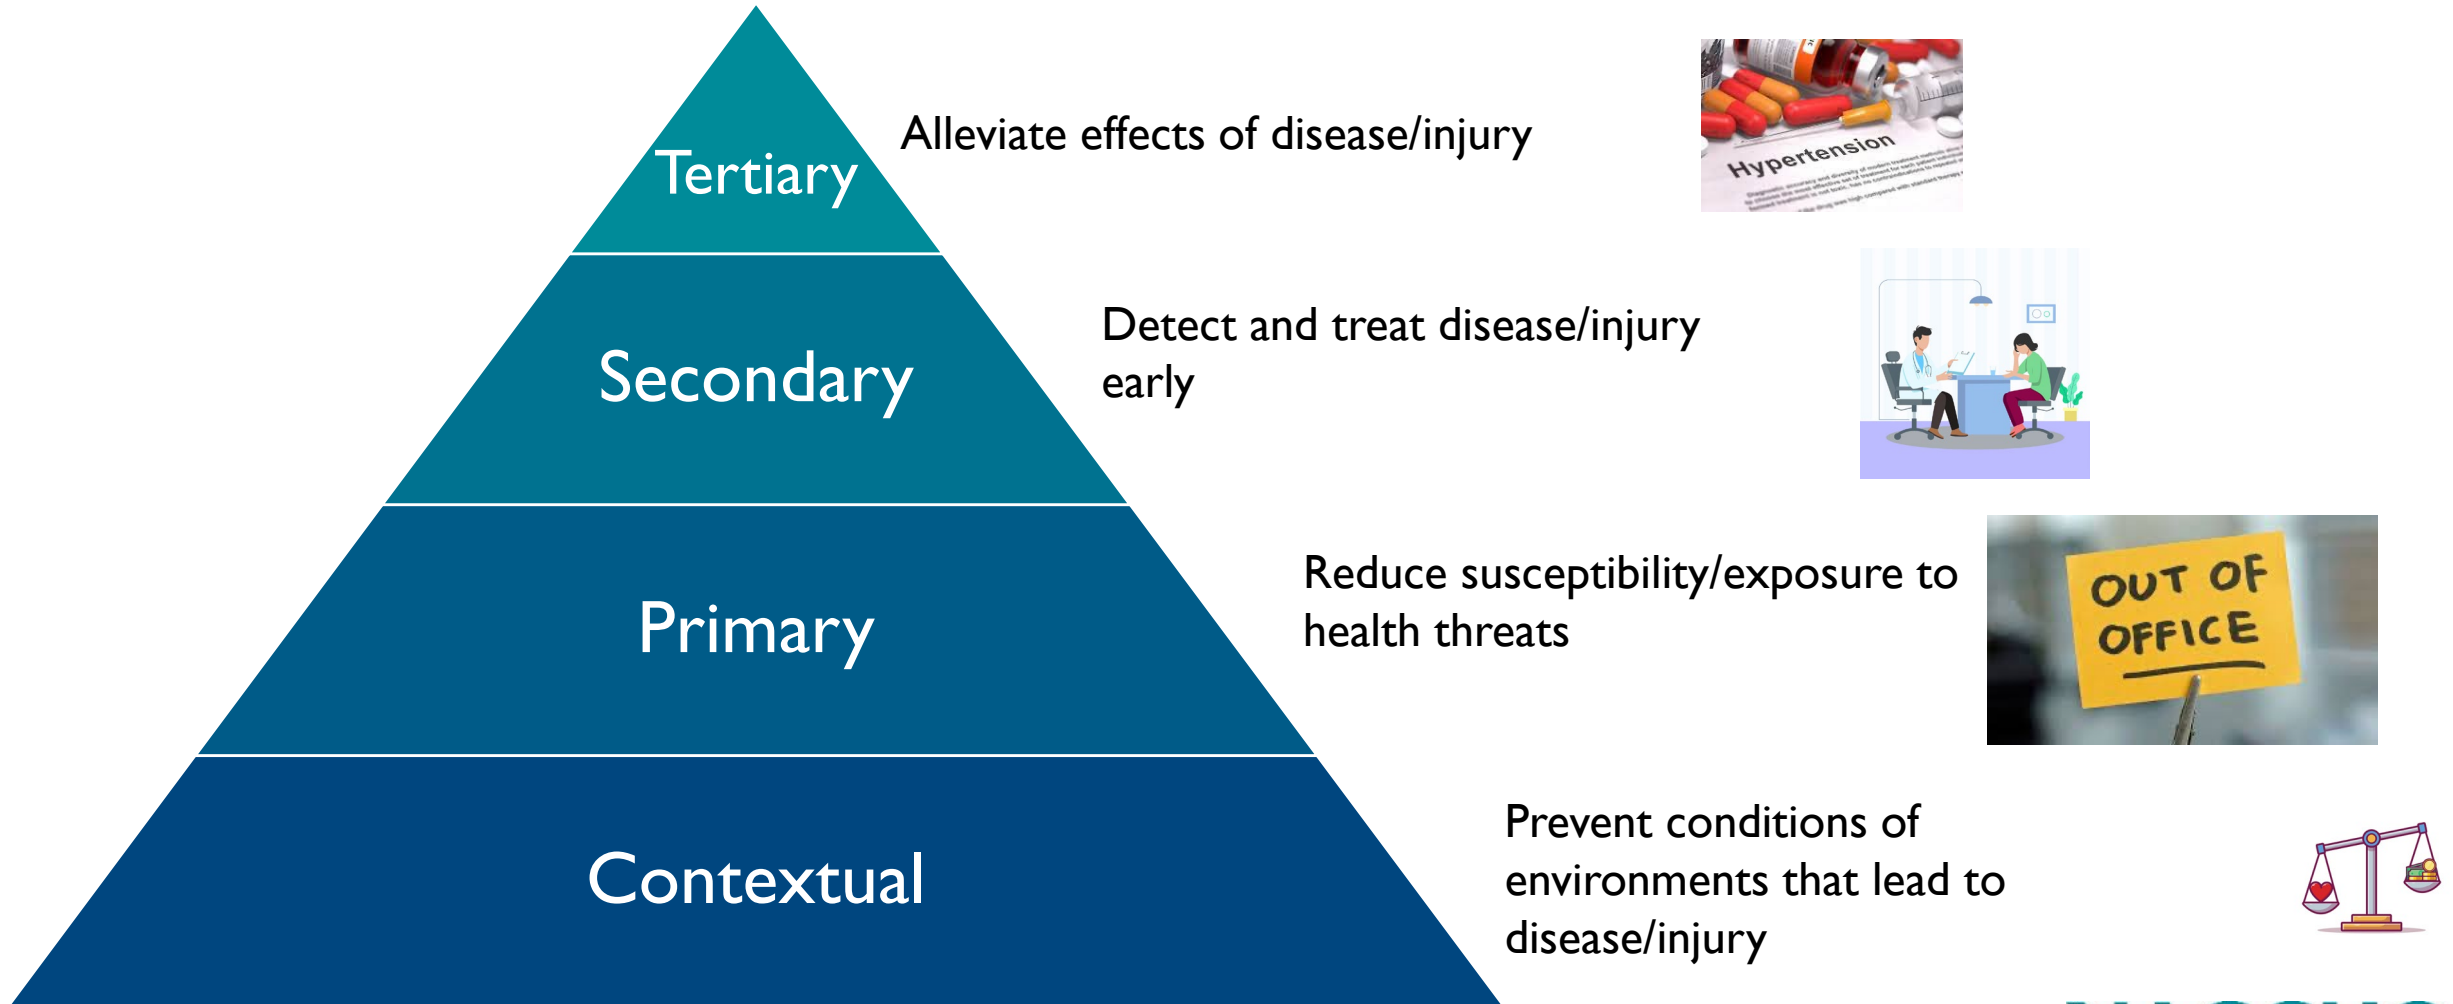 Tertiary
Alleviate effects of disease/injury
Hypertension
Secondary
Detect and treat disease/injury
early
Primary
Reduce susceptibility/exposure to
health threats
OUT OF
OFFICE
Contextual
Prevent conditions of
environments that lead to
disease/injury